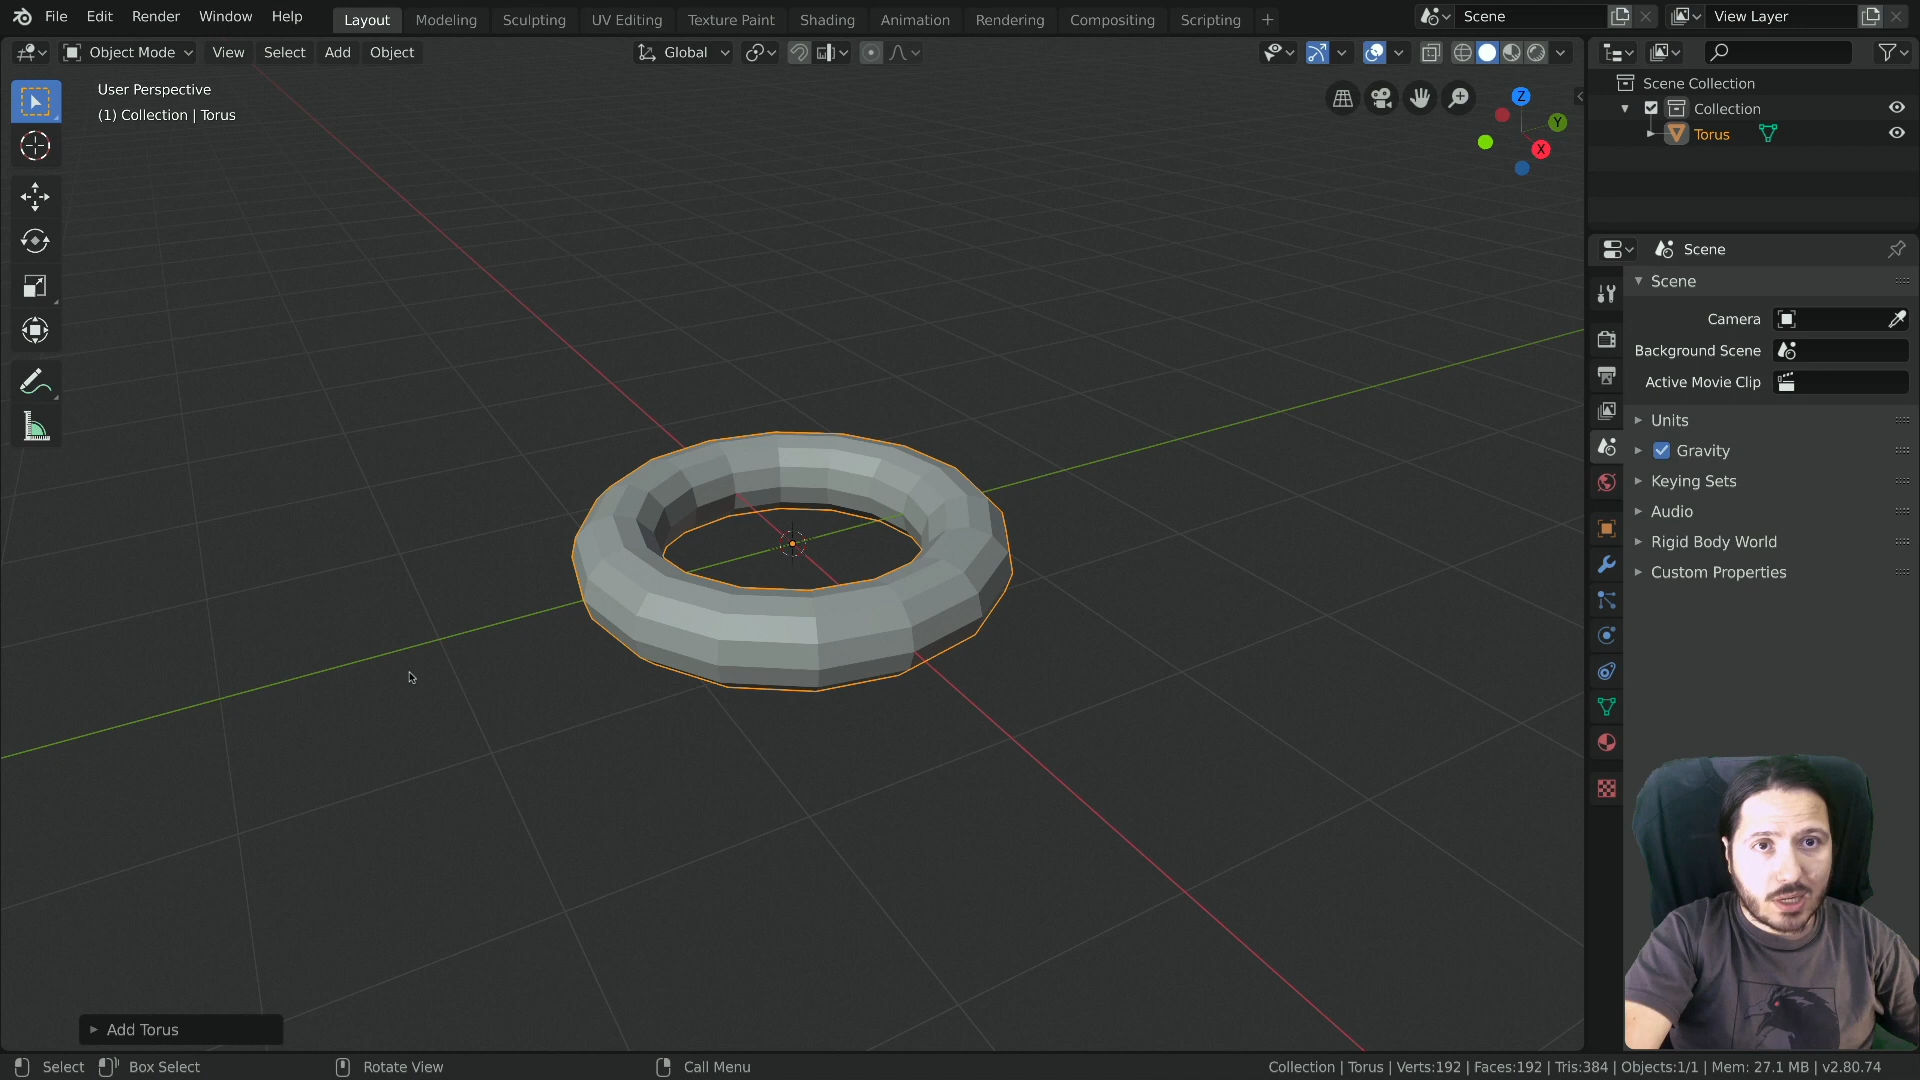 File Edit Render Window Help Layout Modeling Sculpting UV Editing Texture Paint Shading Animation Rendering Compositing Scripting + Scene View Layer
Object Mode View Select Add Object Global
User Perspective
(1) Collection | Torus
Z
Y
X
Scene Collection
Collection
Torus
Scene
Scene
Camera
Background Scene
Active Movie Clip
Units
Gravity
Keying Sets
Audio
Rigid Body World
Custom Properties
Add Torus
Select Box Select Rotate View Call Menu Collection | Torus | Verts:192 | Faces:192 | Tris:384 | Objects:1/1 | Mem: 27.1 MB | v2.80.74